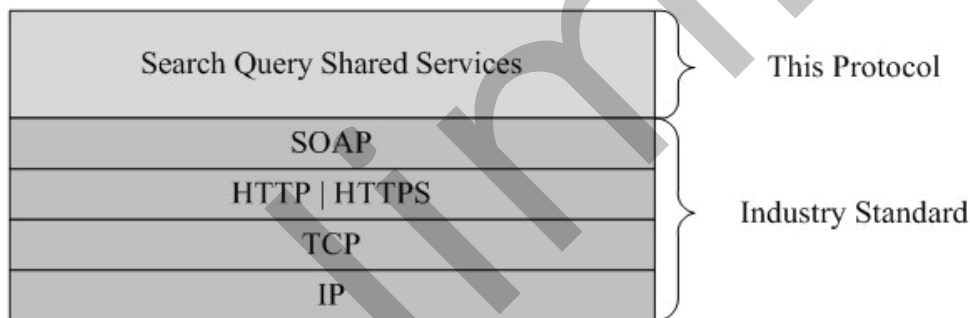 Search Query Shared Services
This Protocol
SOAP
HTTP | HTTPS
Industry Standard
TCP
IP